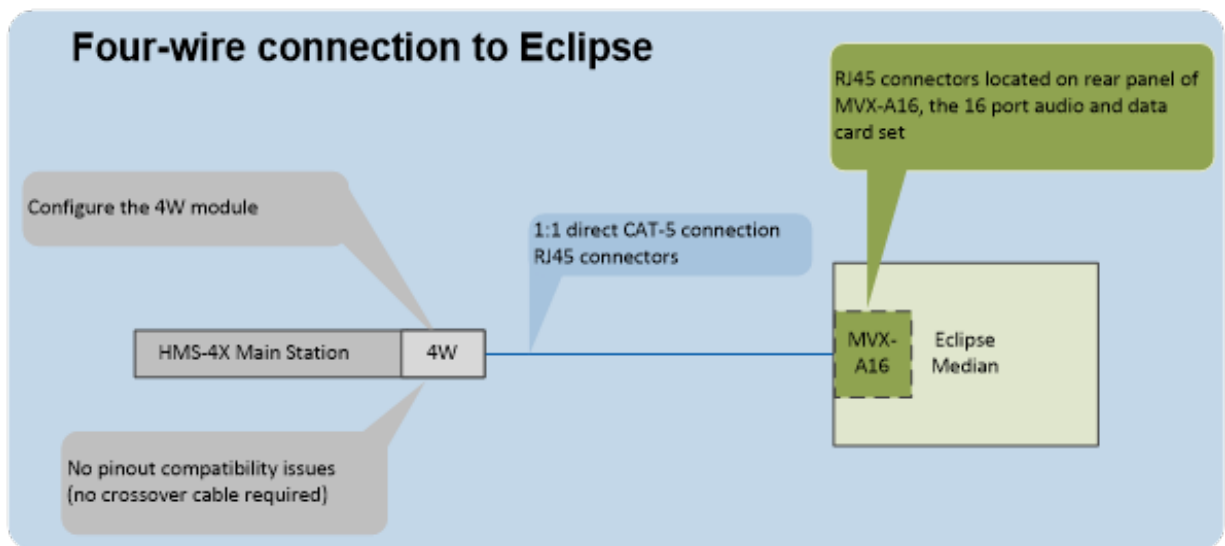 Four-wire connection to Eclipse
RJ45 connectors located on rear panel of
MVX-A16, the 16 port audio and data
card set
Configure the 4W module
1:1 direct CAT-5 connection
RJ45 connectors
HMS-4X Main Station
4W
MVX-
A16
Eclipse
Median
No pinout compatibility issues
(no crossover cable required)